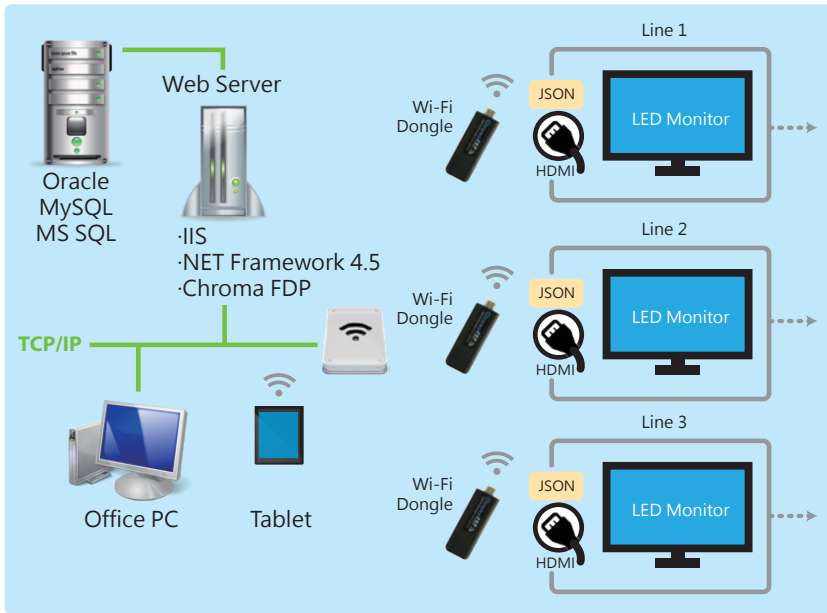 Web Server
Oracle
MySQL
MS SQL
·IIS
·NET Framework 4.5
·Chroma FDP
TCP/IP
Office PC
Tablet
Line 1
Wi-Fi
Dongle
JSON
HDMI
LED Monitor
Line 2
Wi-Fi
Dongle
JSON
HDMI
LED Monitor
Line 3
Wi-Fi
Dongle
JSON
HDMI
LED Monitor